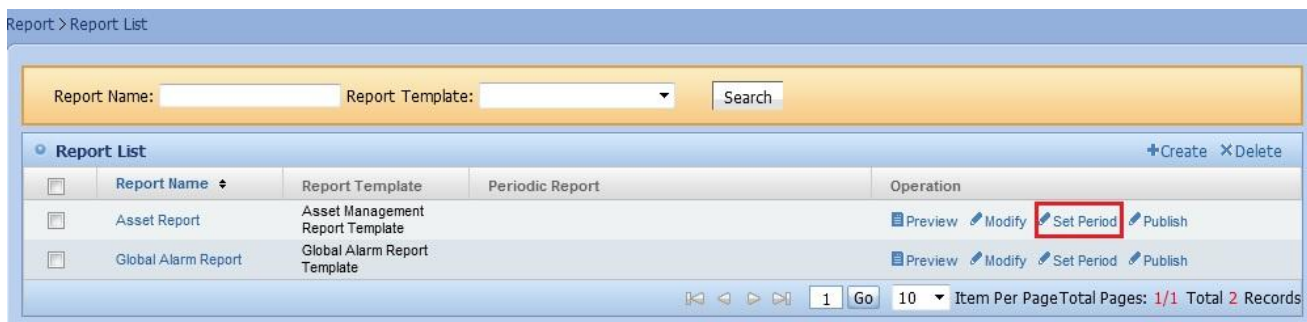 Report > Report List
Report Name: Report Template: Search
Report List +Create ×Delete
Report Name Report Template Periodic Report Operation
Asset Report Asset Management Report Template Preview Modify Set Period Publish
Global Alarm Report Global Alarm Report Template Preview Modify Set Period Publish
1 Go 10 Item Per PageTotal Pages: 1/1 Total 2 Records